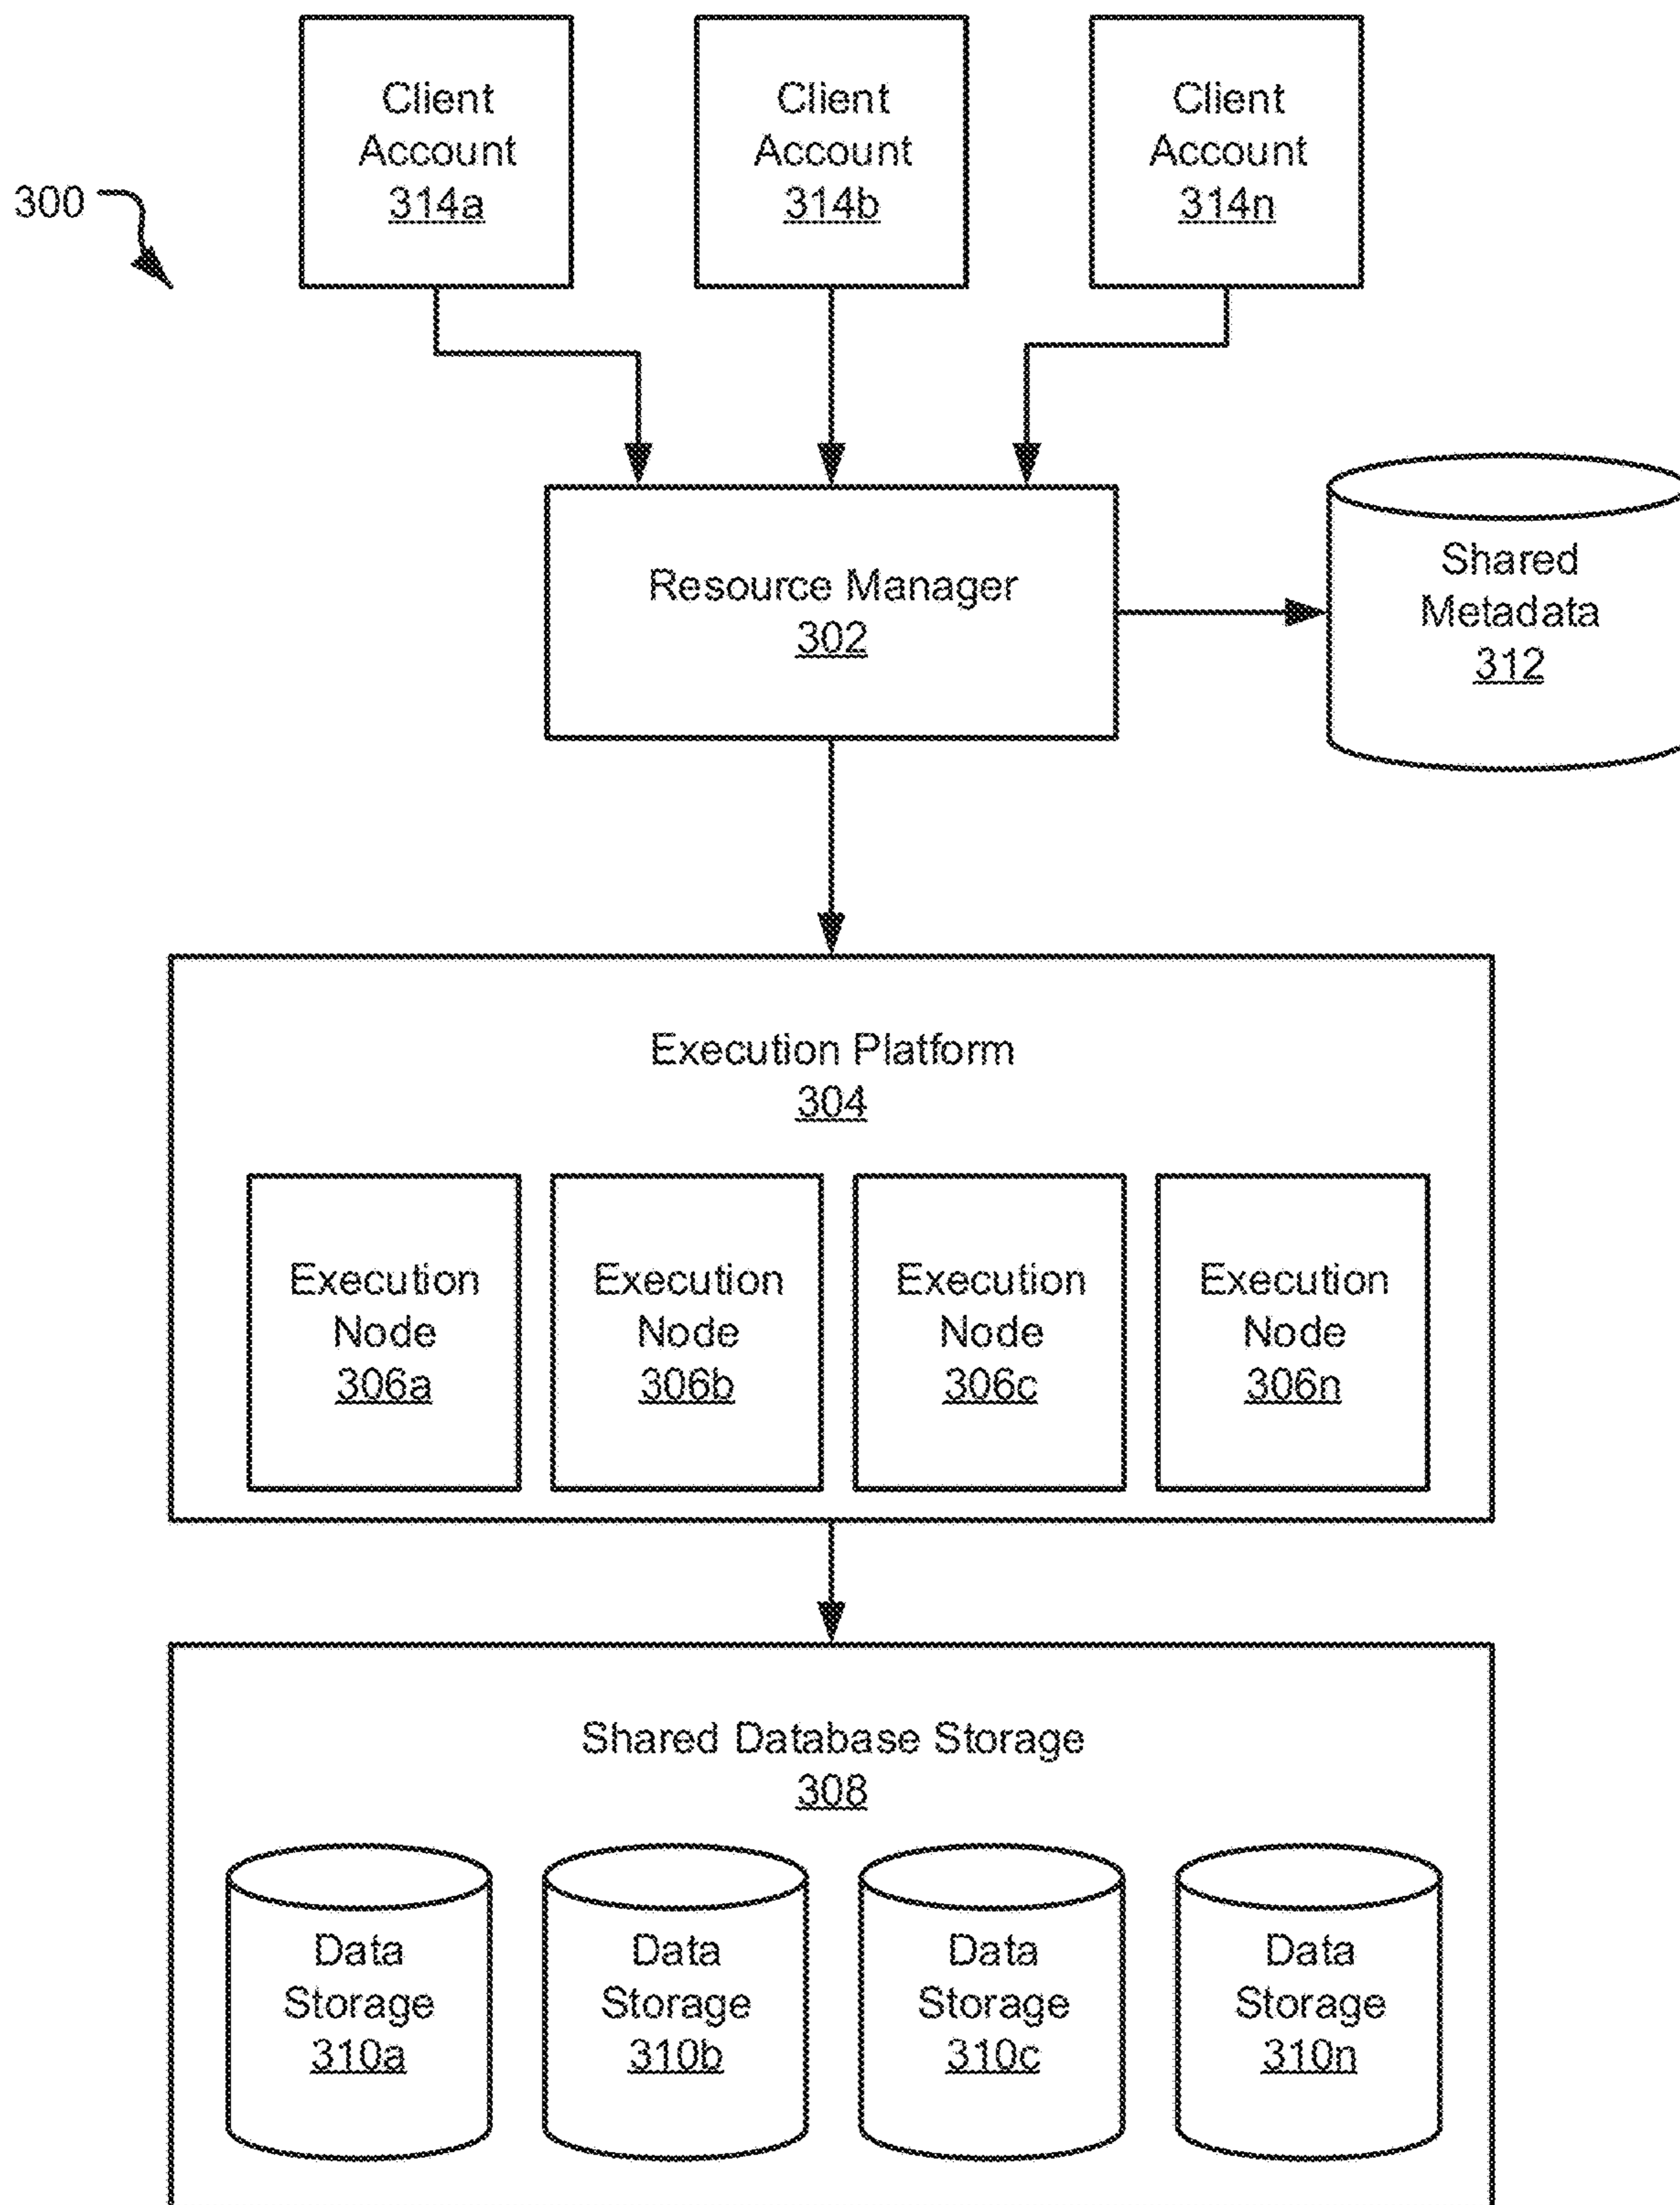 Client
Account
314a
Client
Account
314b
Client
Account
314n
300
Resource Manager
302
Shared
Metadata
312
Execution Platform
304
Execution
Node
306a
Execution
Node
306b
Execution
Node
306c
Execution
Node
306n
Shared Database Storage
308
Data
Storage
310a
Data
Storage
310b
Data
Storage
310c
Data
Storage
310n